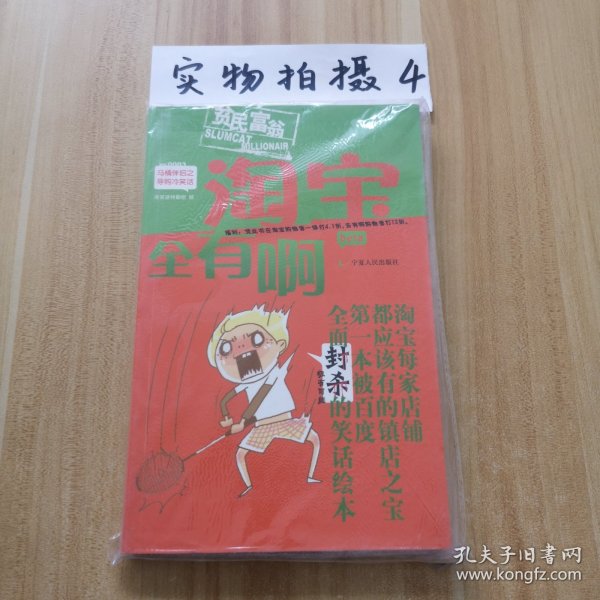 实物拍摄4
贫民富翁
SLUMCAT
MILLIONAIR
马桶伴侣之
导购冷笑话
淘宝
全有啊
宁夏人民出版社
淘宝每家店铺
都应该有的镇店之宝
第一本被百度
全面封杀的笑话绘本
孔夫子旧书网
www.kongfz.com